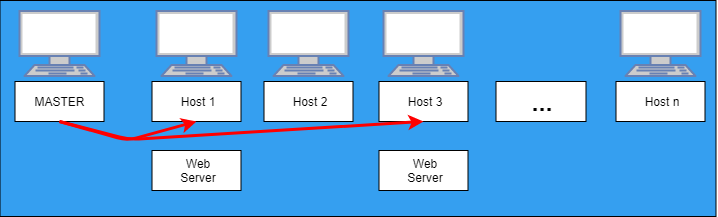 MASTER
Host 1
Host 2
Host 3
...
Host n
Web
Server
Web
Server